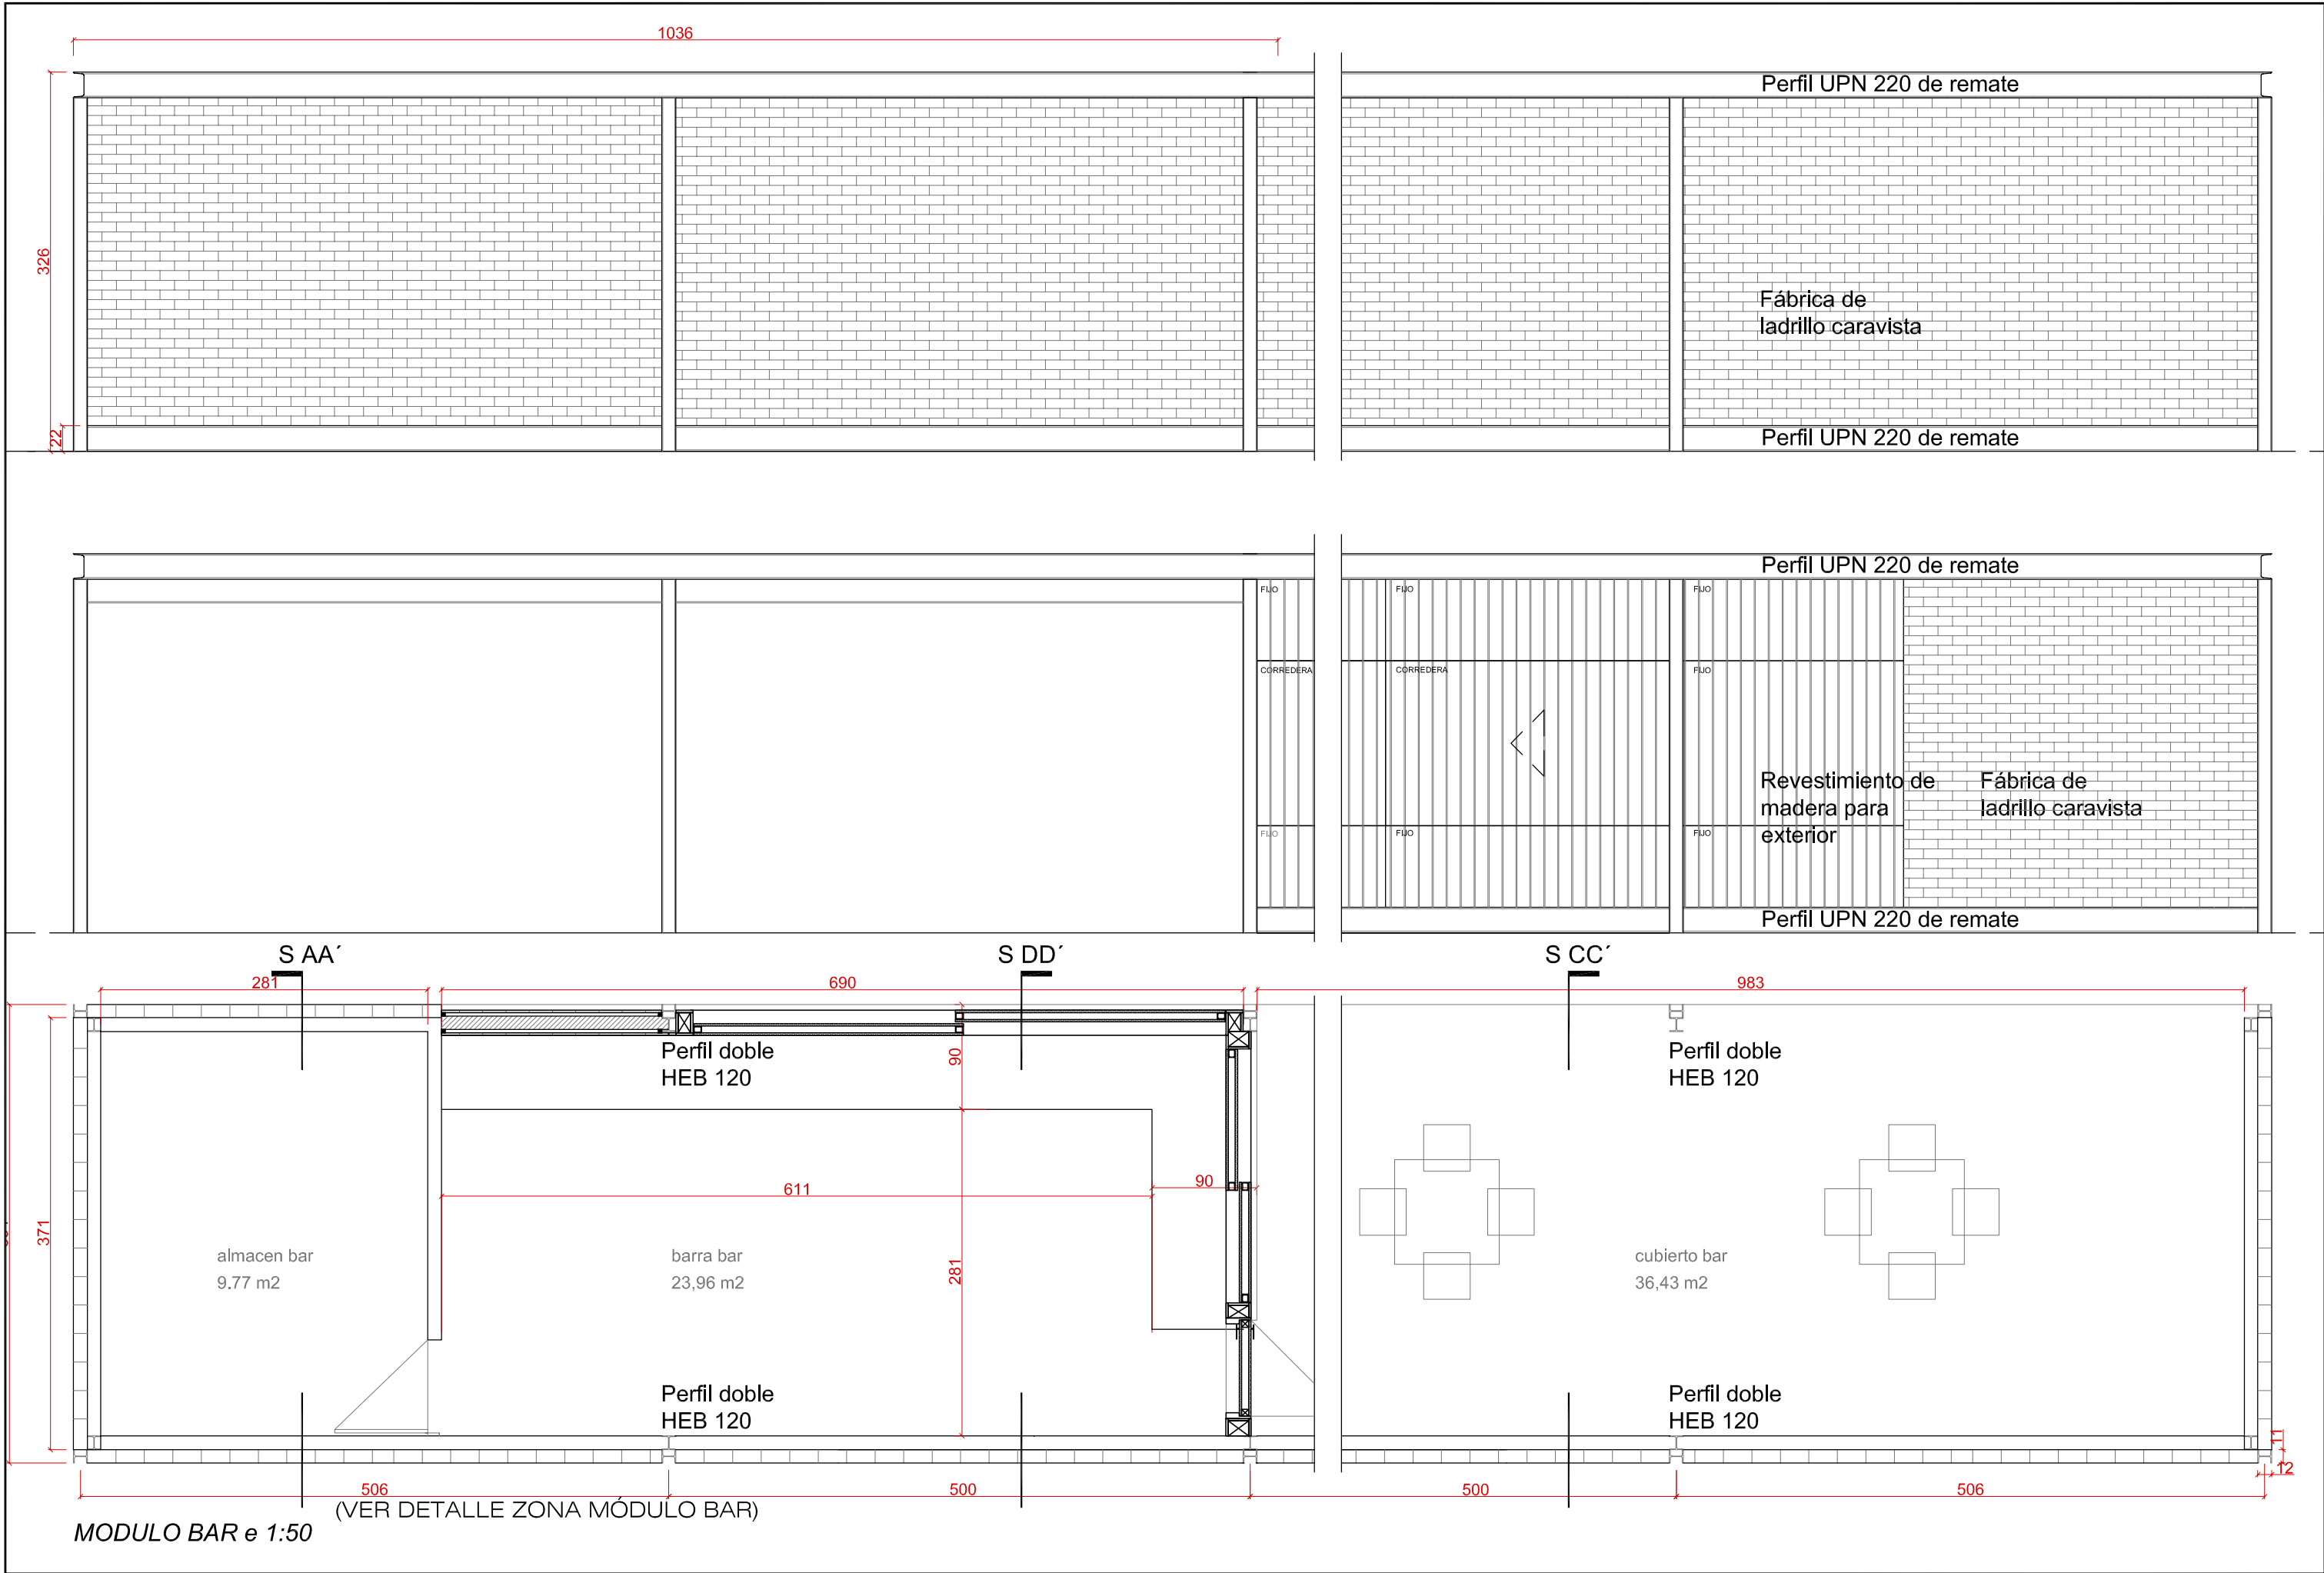 1036
Perfil UPN 220 de remate
326
Fábrica de
ladrillo caravista
22
Perfil UPN 220 de remate
Perfil UPN 220 de remate
FIJO
FIJO
FIJO
CORREDERA
CORREDERA
FIJO
Revestimiento de
madera para
exterior
Fábrica de
ladrillo caravista
FIJO
FIJO
FIJO
Perfil UPN 220 de remate
S AA´
S DD´
S CC´
281
690
983
Perfil doble
HEB 120
90
Perfil doble
HEB 120
611
90
371
almacen bar
9.77 m2
barra bar
23,96 m2
281
cubierto bar
36,43 m2
Perfil doble
HEB 120
Perfil doble
HEB 120
11
12
506
500
500
506
(VER DETALLE ZONA MÓDULO BAR)
MODULO BAR e 1:50